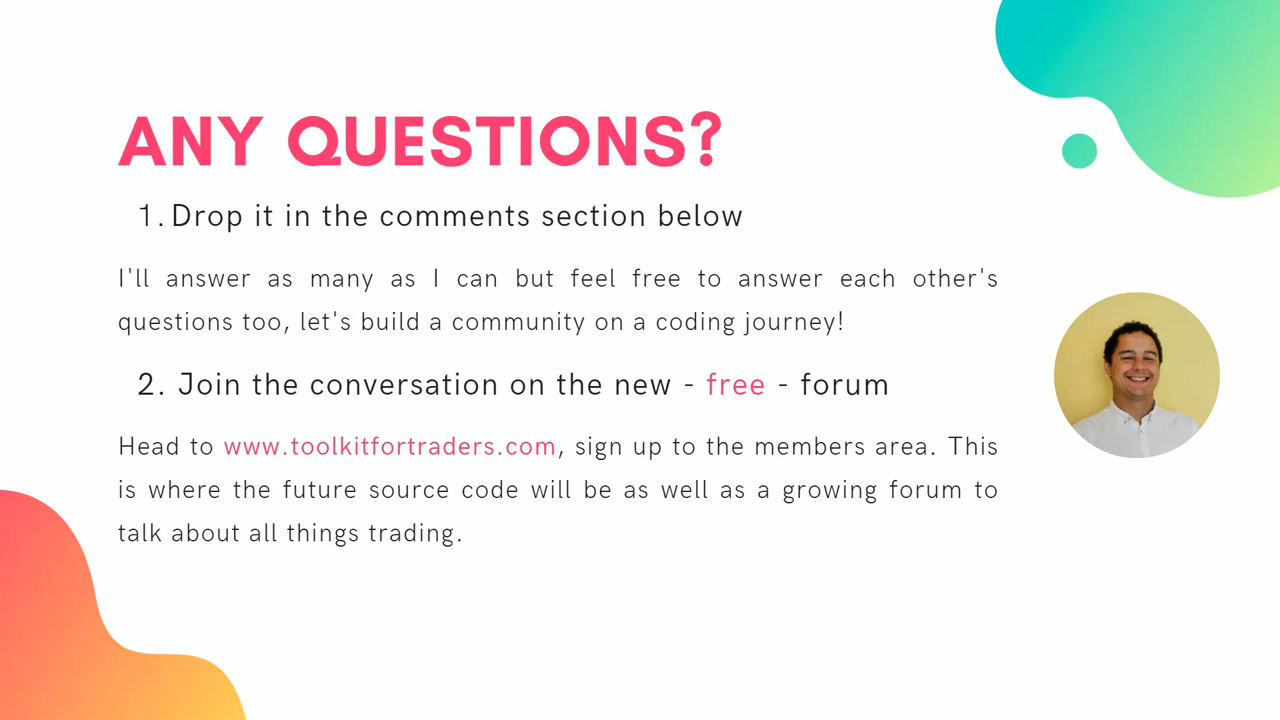 ANY QUESTIONS?
1. Drop it in the comments section below
I'll answer as many as I can but feel free to answer each other's
questions too, let's build a community on a coding journey!
2. Join the conversation on the new - free - forum
Head to www.toolkitfortraders.com, sign up to the members area. This
is where the future source code will be as well as a growing forum to
talk about all things trading.